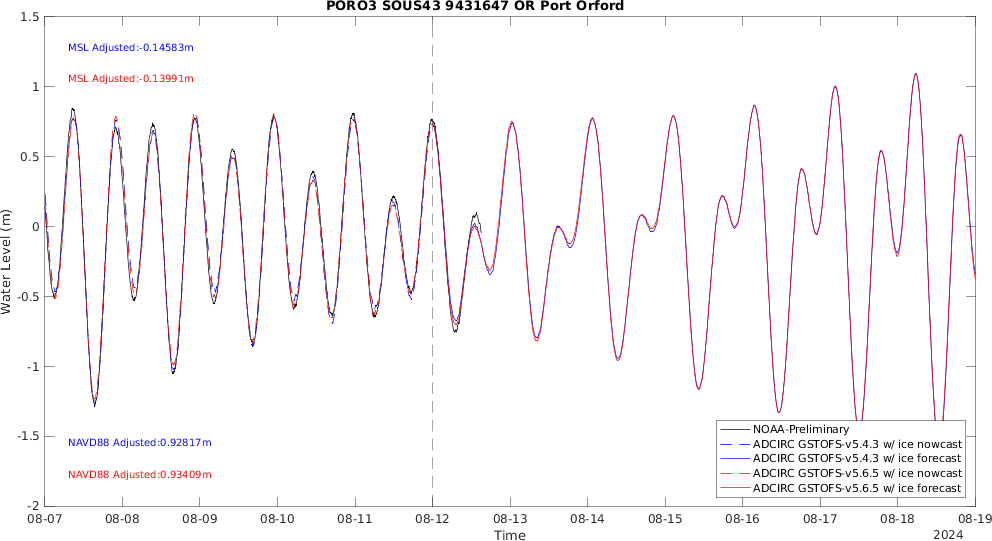 PORO3 SOUS43 9431647 OR Port Orford
1.5
1
0.5
0
-0.5
-1
-1.5
-2
Water Level (m)
MSL Adjusted:-0.14583m
MSL Adjusted:-0.13991m
NAVD88 Adjusted:0.92817m
NAVD88 Adjusted:0.93409m
NOAA-Preliminary
ADCIRC GSTOFS-v5.4.3 w/ ice nowcast
ADCIRC GSTOFS-v5.4.3 w/ ice forecast
ADCIRC GSTOFS-v5.6.5 w/ ice nowcast
ADCIRC GSTOFS-v5.6.5 w/ ice forecast
08-07 08-08 08-09 08-10 08-11 08-12 08-13 08-14 08-15 08-16 08-17 08-18 08-19
Time
2024